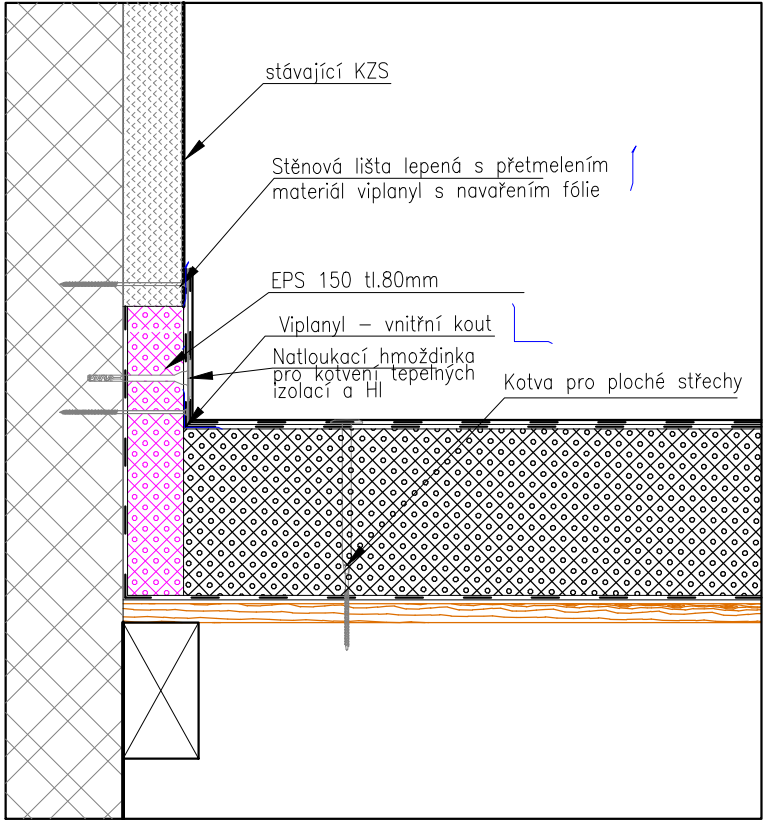 stávající KZS
Stěnová lišta lepená s přetmelením
materiál viplanyl s navařením fólie
EPS 150 tl.80mm
Viplanyl – vnitřní kout
Natloukací hmoždinka
pro kotvení tepelných
izolací a HI
Kotva pro ploché střechy